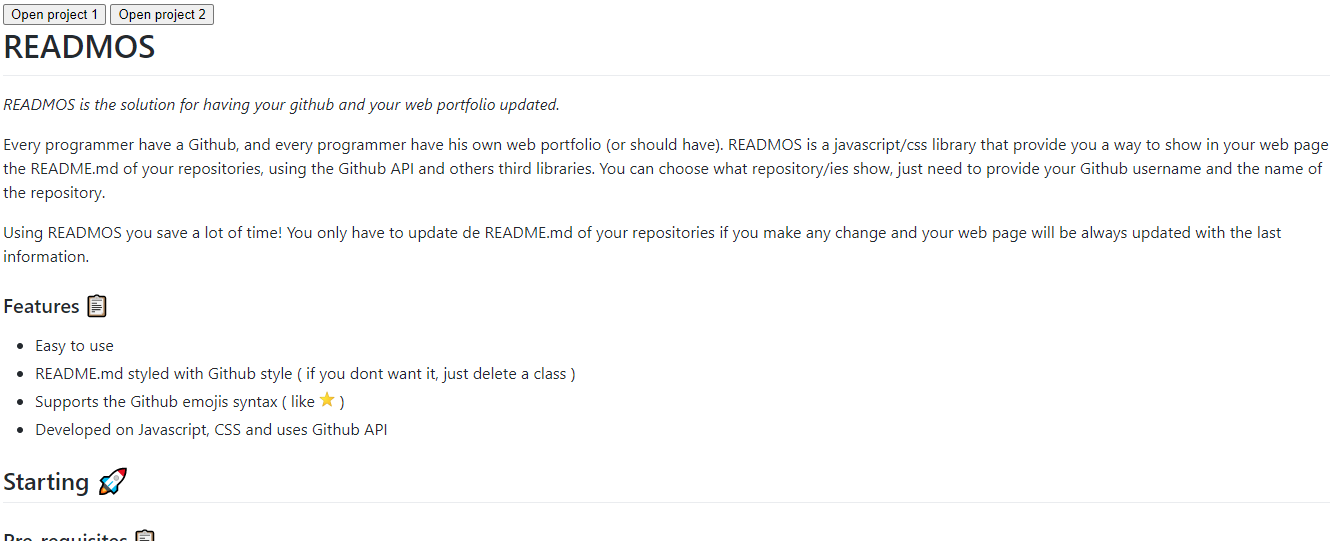 Open project 1 Open project 2
READMOS
READMOS is the solution for having your github and your web portfolio updated.
Every programmer have a Github, and every programmer have his own web portfolio (or should have). READMOS is a javascript/css library that provide you a way to show in your web page
the README.md of your repositories, using the Github API and others third libraries. You can choose what repository/ies show, just need to provide your Github username and the name of
the repository.
Using READMOS you save a lot of time! You only have to update de README.md of your repositories if you make any change and your web page will be always updated with the last
information.
Features 📋
• Easy to use
• README.md styled with Github style ( if you dont want it, just delete a class )
• Supports the Github emojis syntax ( like ⭐ )
• Developed on Javascript, CSS and uses Github API
Starting 🚀
Pre-requisites 📋